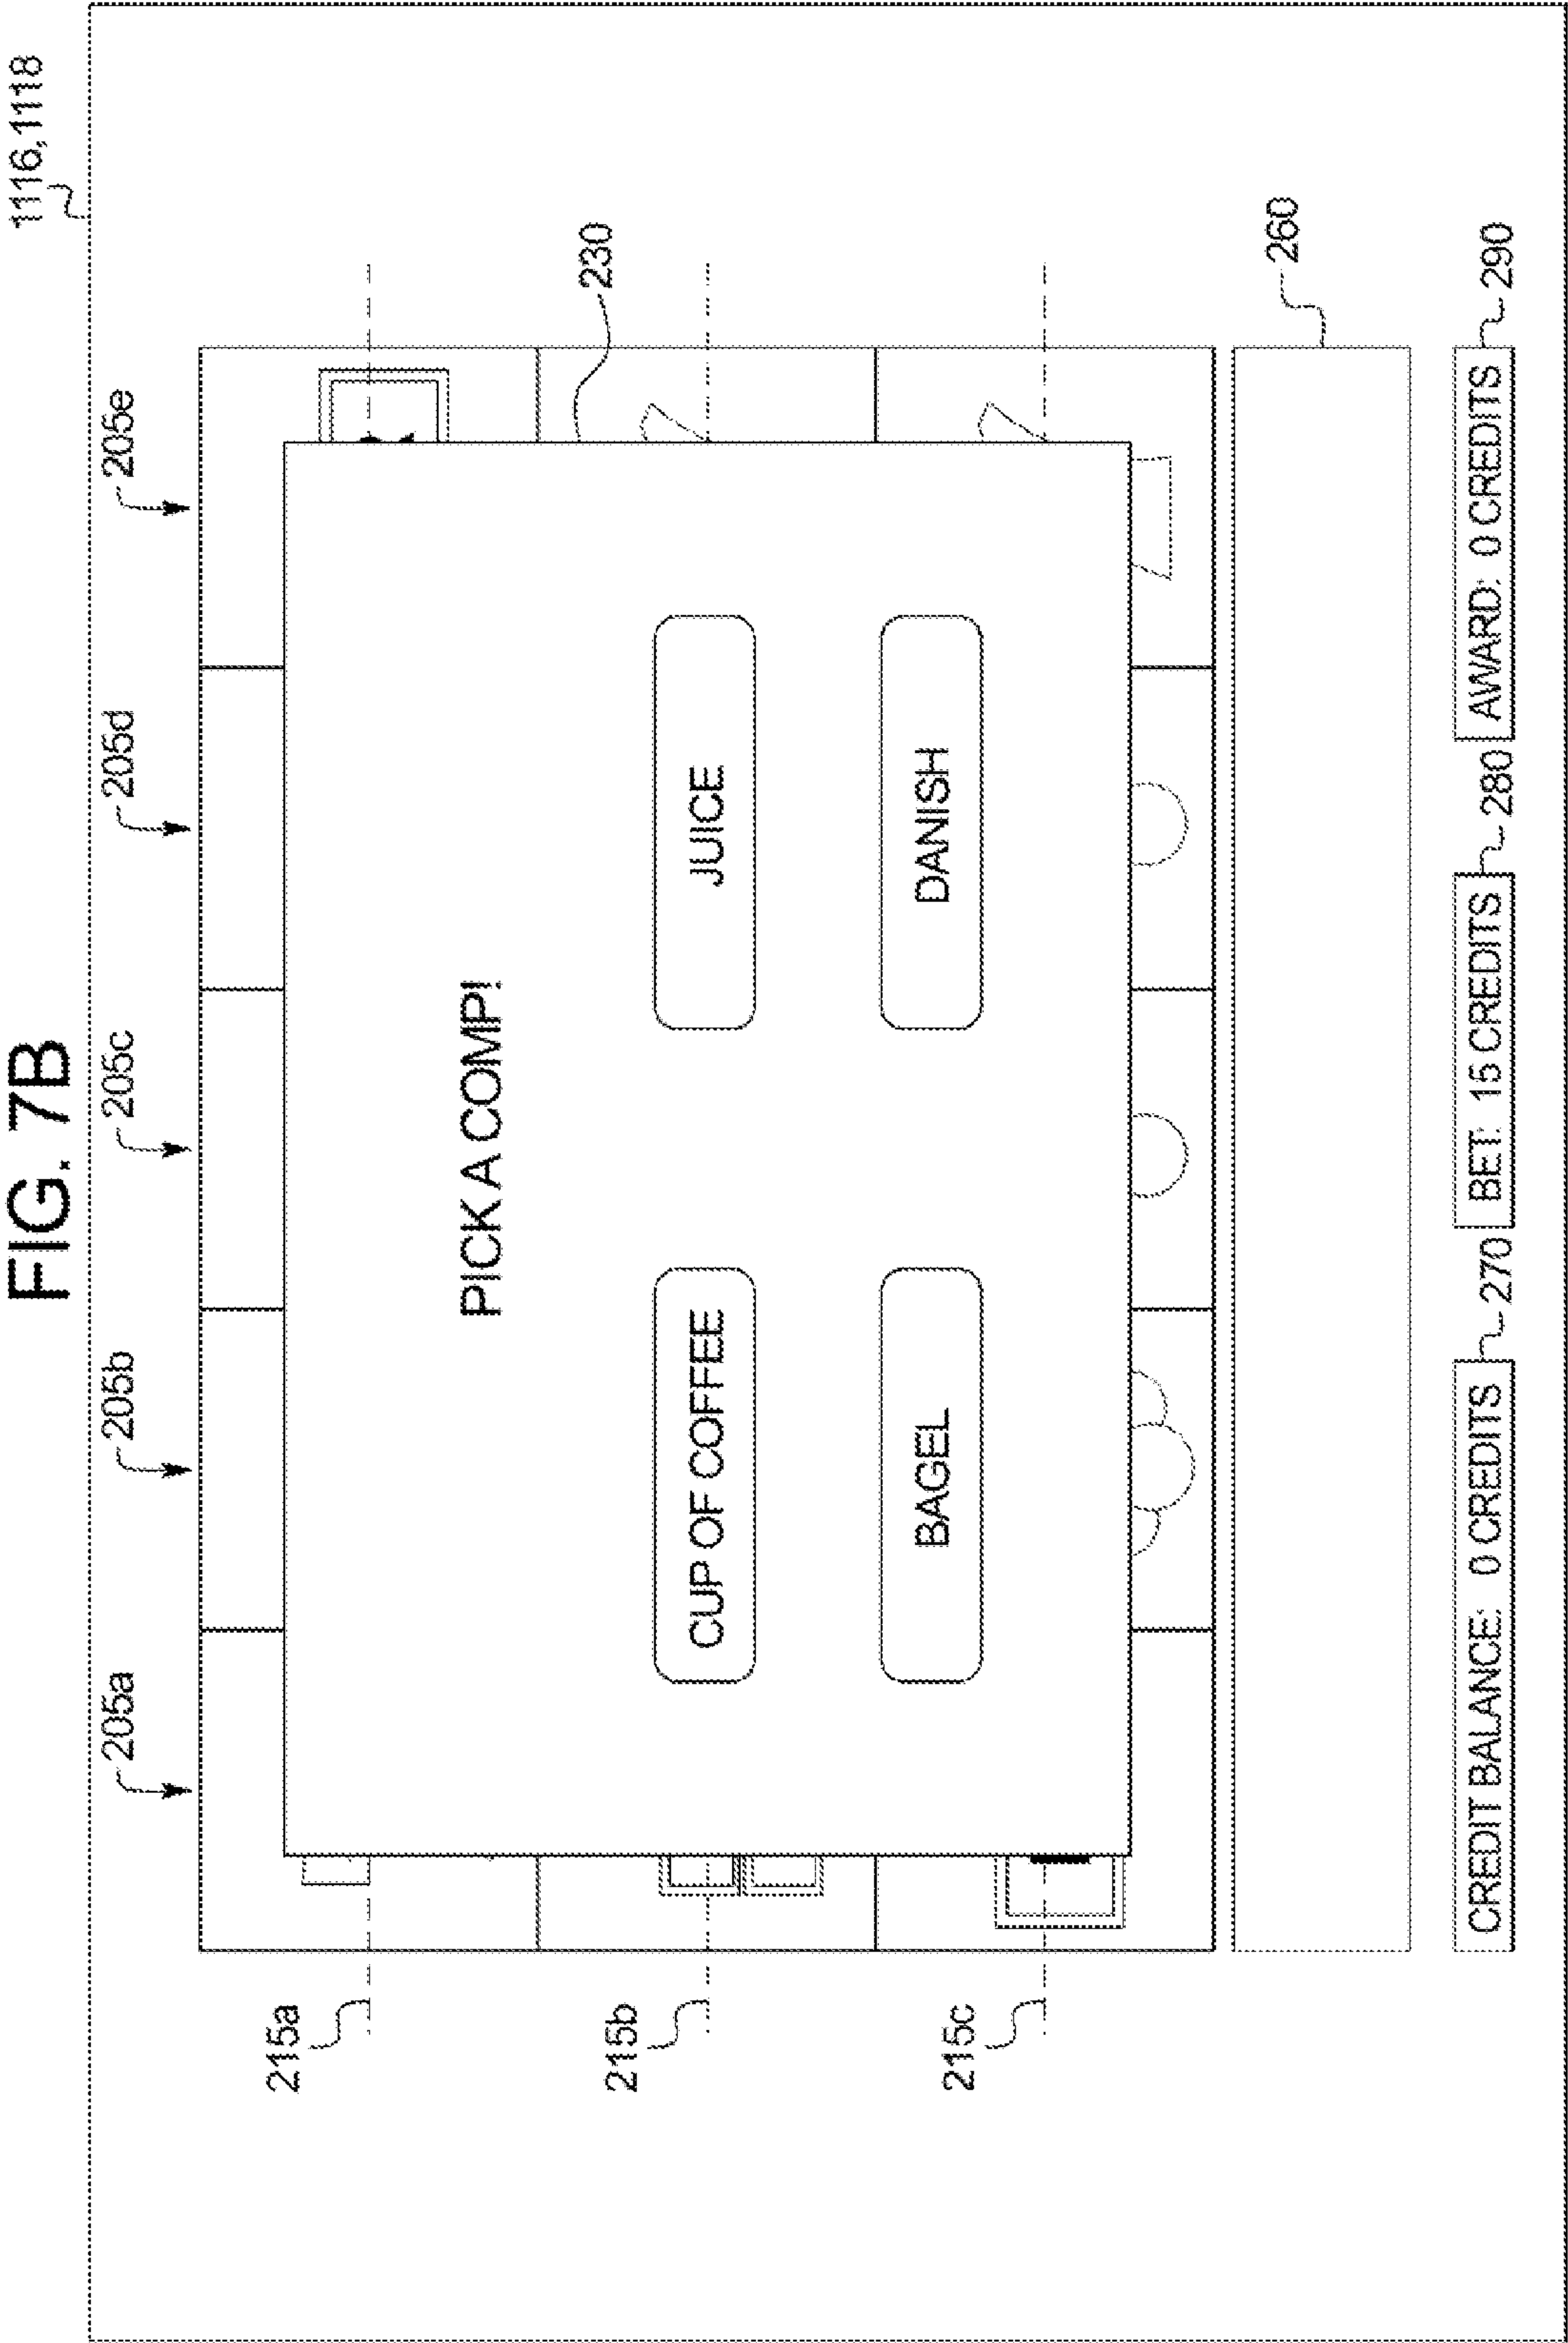 FIG. 7B
1116,1118
205a
205b
205c
205d
205e
215a
230
PICK A COMP!
215b
CUP OF COFFEE
JUICE
BAGEL
DANISH
215c
260
CREDIT BALANCE: 0 CREDITS
270
BET: 15 CREDITS
280
AWARD: 0 CREDITS
290